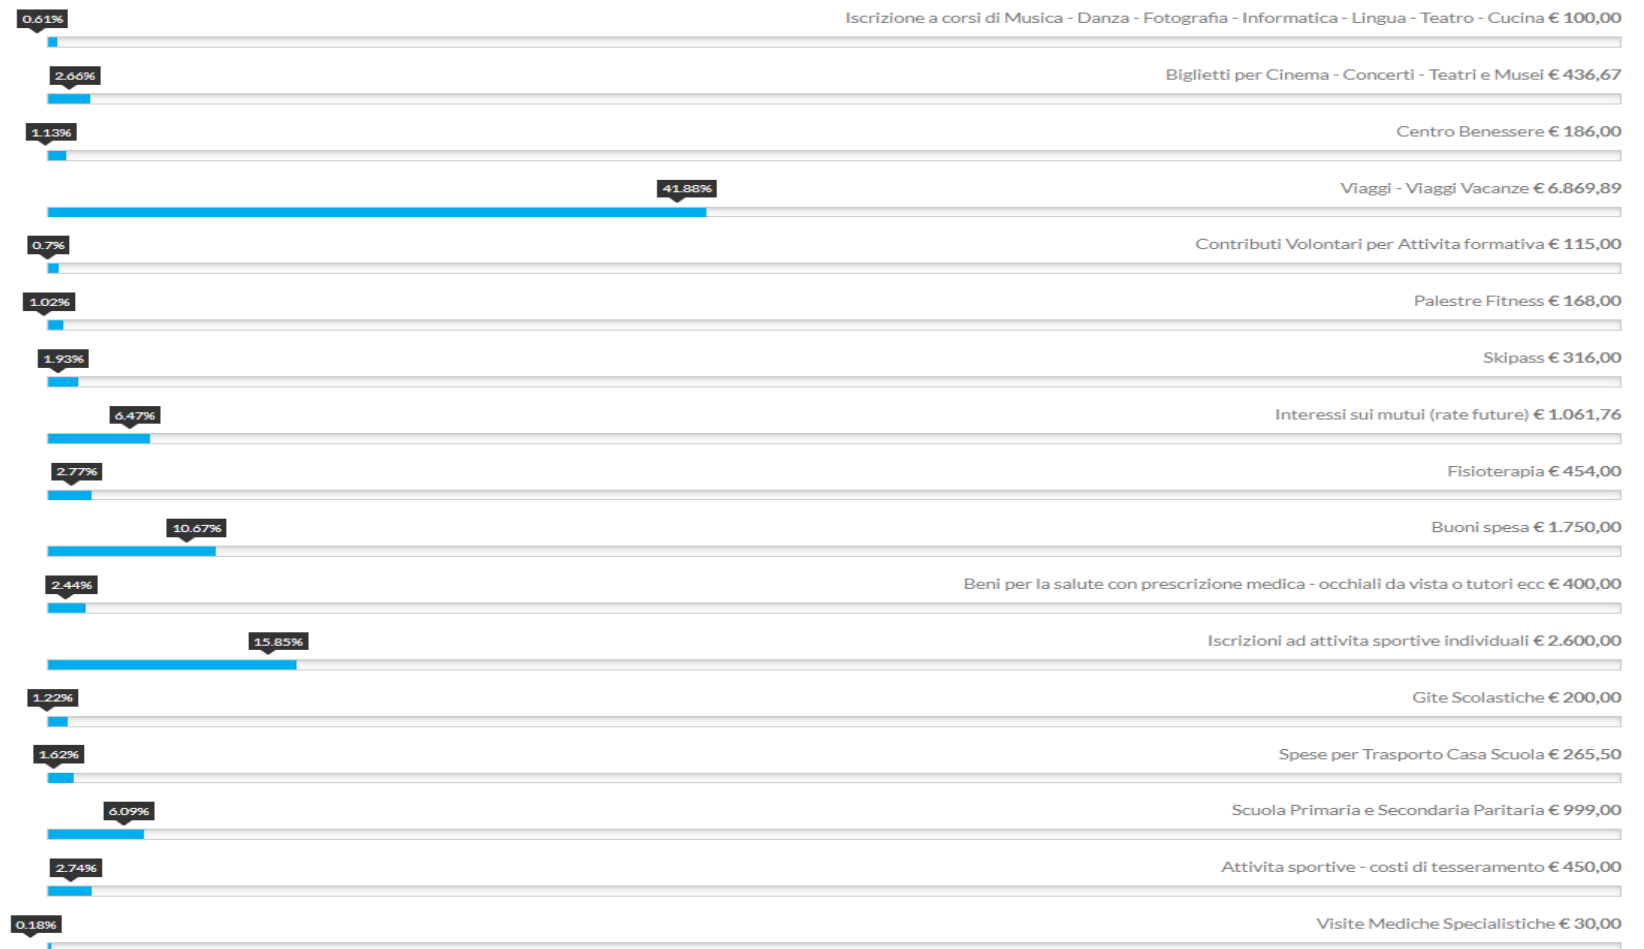 0.61% Iscrizione a corsi di Musica - Danza - Fotografia - Informatica - Lingua - Teatro - Cucina € 100,00
2.66% Biglietti per Cinema - Concerti - Teatri e Musei € 436,67
1.13% Centro Benessere € 186,00
41.88% Viaggi - Viaggi Vacanze € 6.869,89
0.7% Contributi Volontari per Attivita formativa € 115,00
1.02% Palestre Fitness € 168,00
1.93% Skipass € 316,00
6.47% Interessi sui mutui (rate future) € 1.061,76
2.77% Fisioterapia € 454,00
10.67% Buoni spesa € 1.750,00
2.44% Beni per la salute con prescrizione medica - occhiali da vista o tutori ecc € 400,00
15.85% Iscrizioni ad attivita sportive individuali € 2.600,00
1.22% Gite Scolastiche € 200,00
1.62% Spese per Trasporto Casa Scuola € 265,50
6.09% Scuola Primaria e Secondaria Paritaria € 999,00
2.74% Attivita sportive - costi di tesseramento € 450,00
0.18% Visite Mediche Specialistiche € 30,00